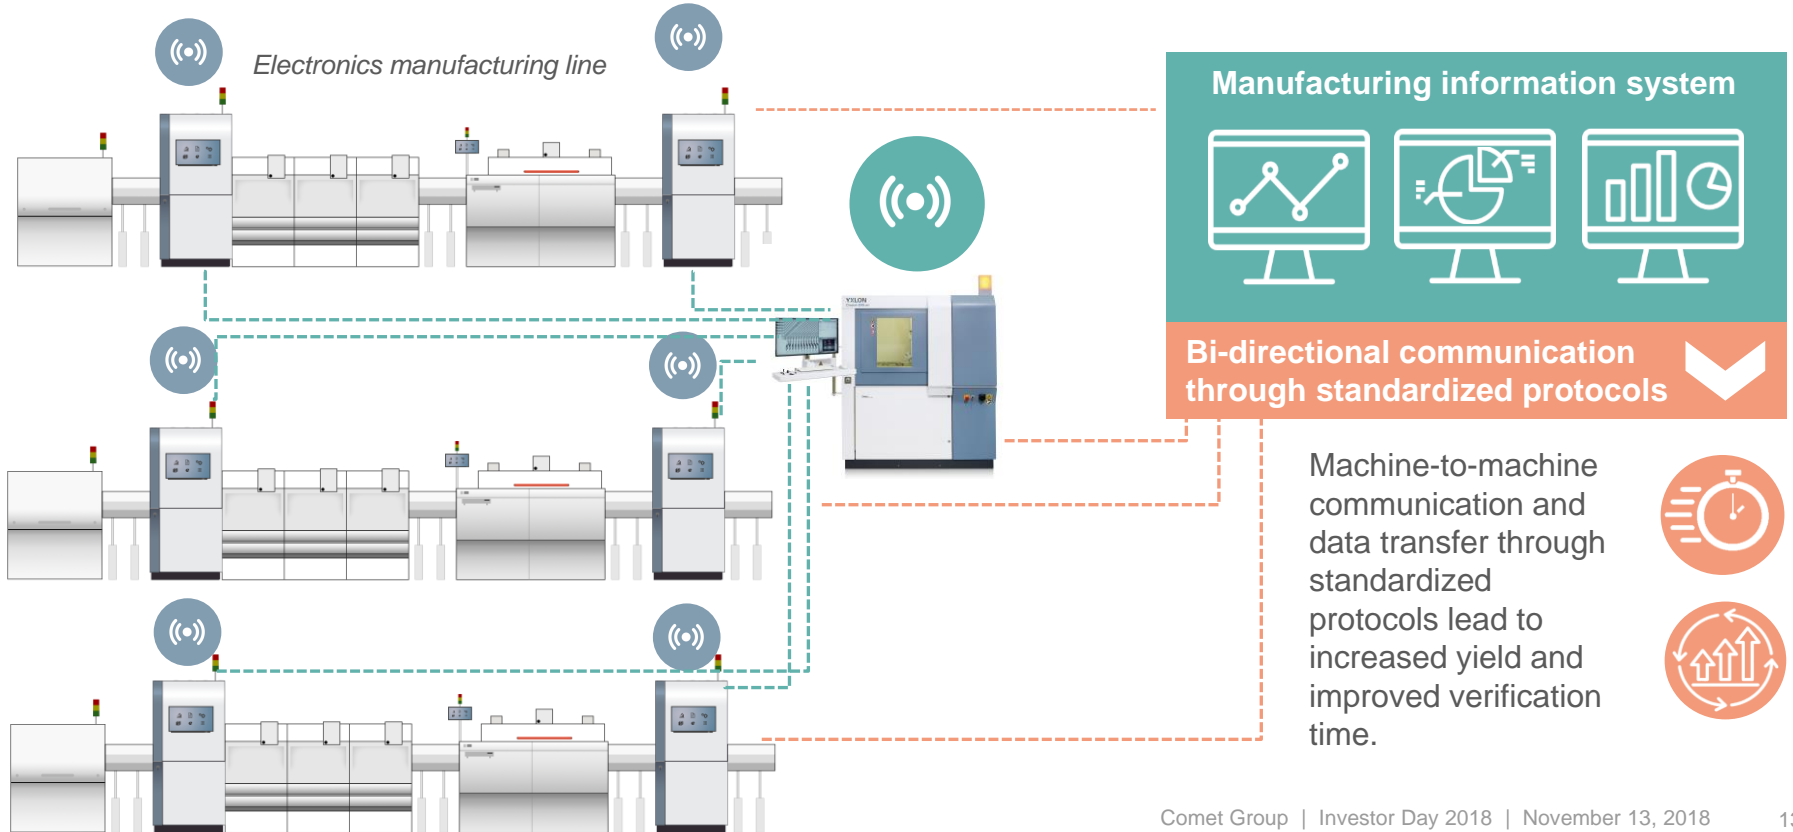 Electronics manufacturing line
Manufacturing information system
YXLON
Bi-directional communication
through standardized protocols
Machine-to-machine
communication and
data transfer through
standardized
protocols lead to
increased yield and
improved verification
time.
Comet Group | Investor Day 2018 | November 13, 2018